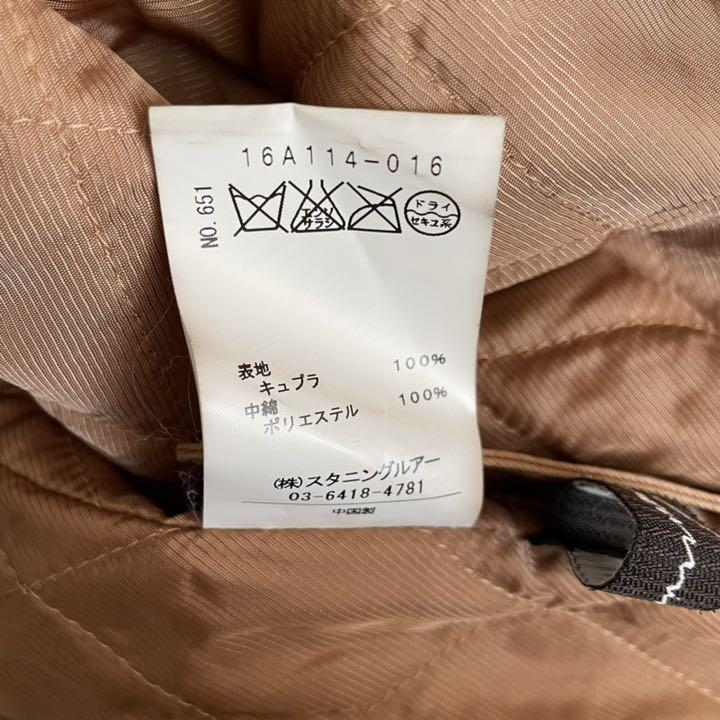 16A114-016
NO.651
エンソ
サラシ
ドライ
セキユ系
表地
キュプラ 100%
中綿
ポリエステル 100%
(株)スタニングルアー
03-6418-4781
中国製